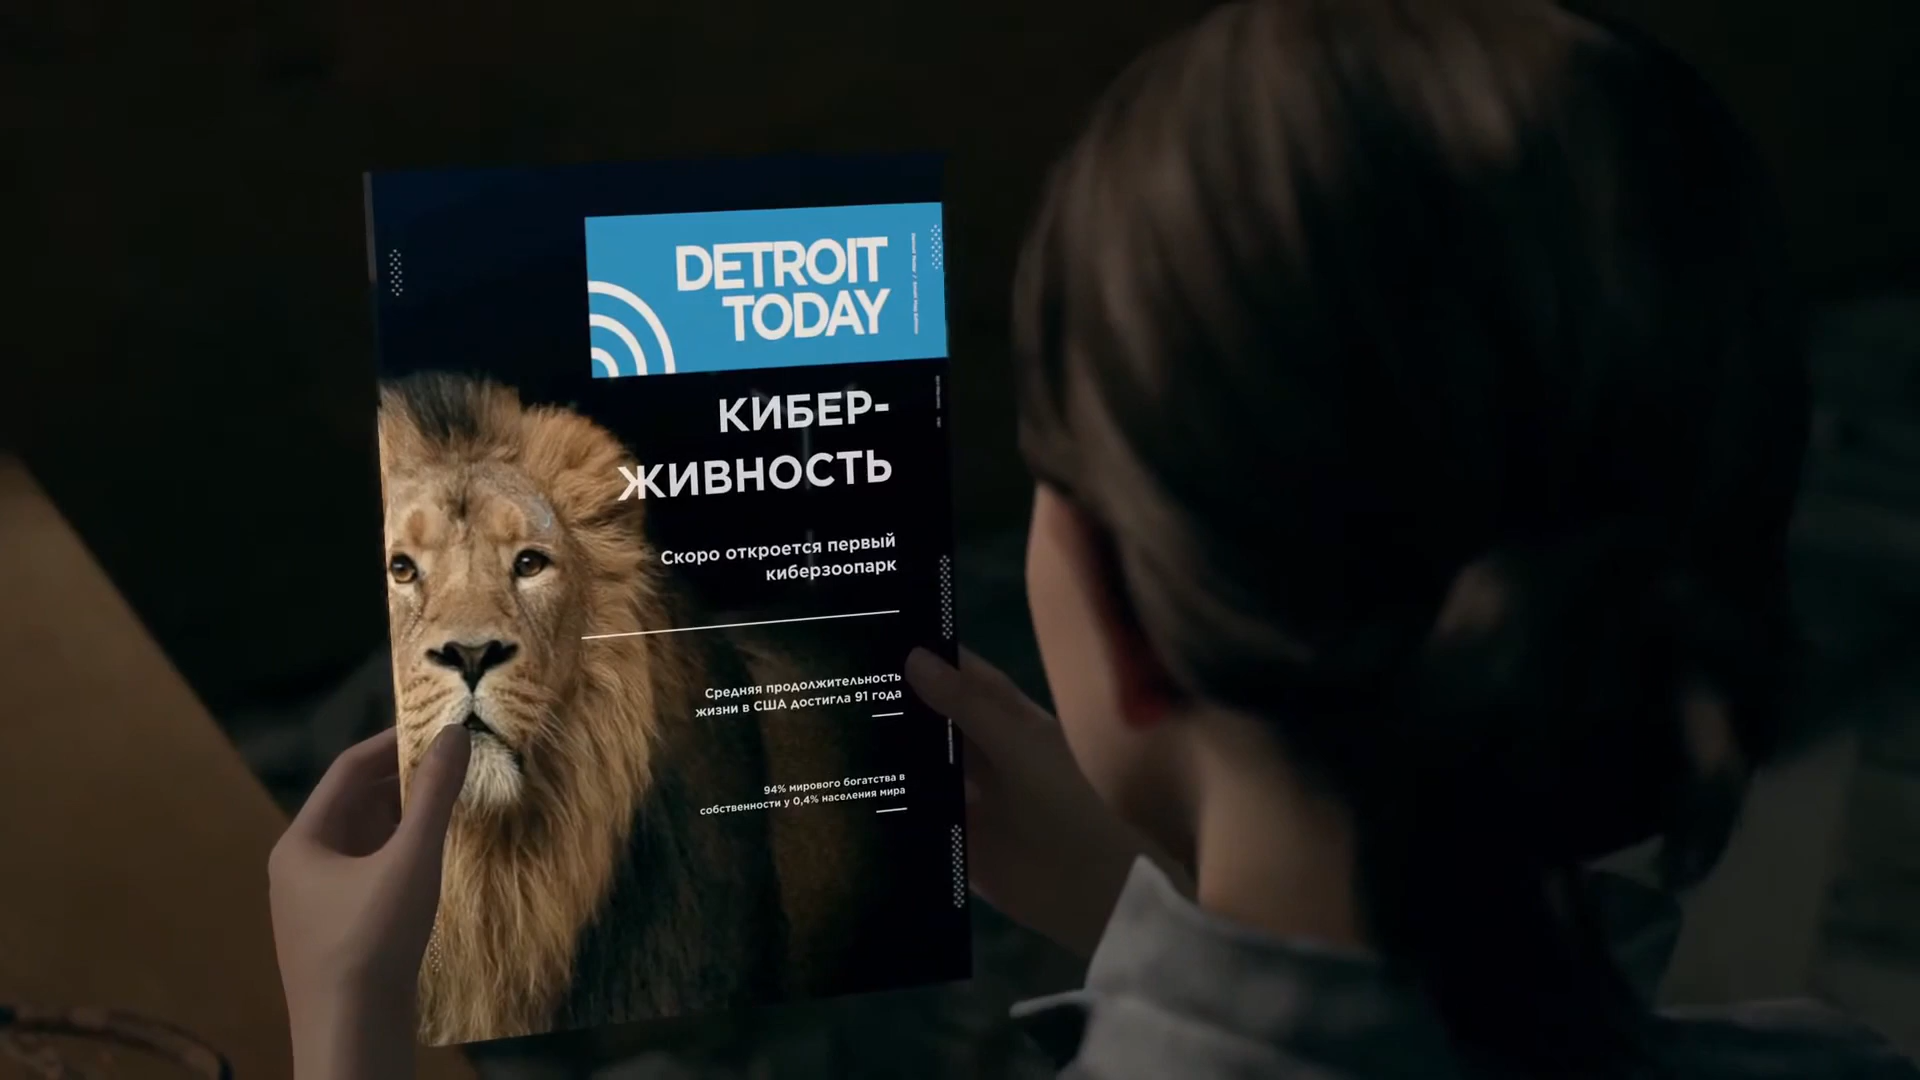 DETROIT
TODAY
КИБЕР-
ЖИВНОСТЬ
Скоро откроется первый
киберзоопарк
Средняя продолжительность
жизни в США достигла 91 года
94% мирового богатства в
собственности у 0,4% населения мира